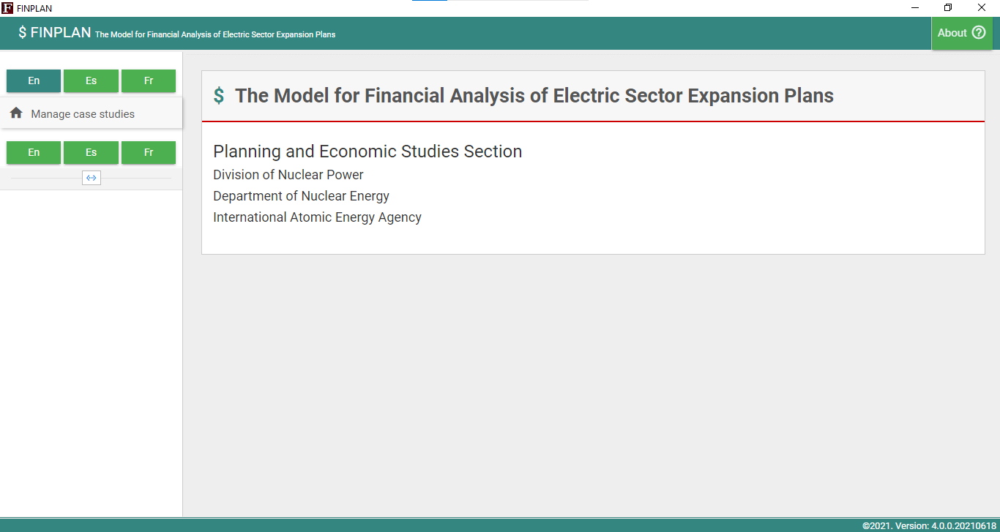 FINPLAN
$ FINPLAN The Model for Financial Analysis of Electric Sector Expansion Plans
About
En Es Fr
Manage case studies
En Es Fr
$ The Model for Financial Analysis of Electric Sector Expansion Plans
Planning and Economic Studies Section
Division of Nuclear Power
Department of Nuclear Energy
International Atomic Energy Agency
©2021. Version: 4.0.0.20210618